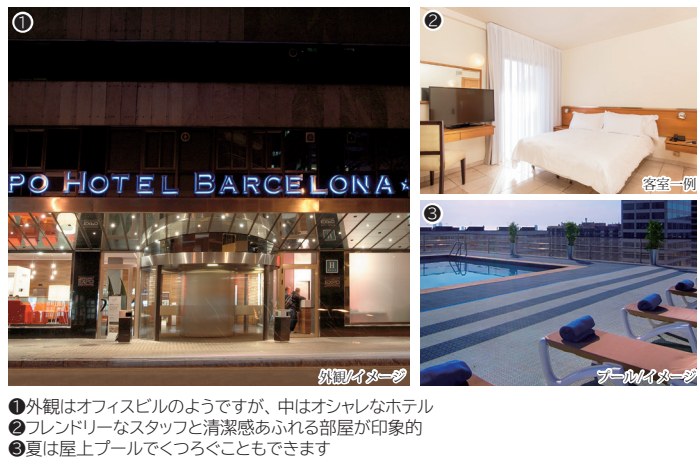 ①
PO HOTEL BARCELONA
外観/イメージ
❷
客室一例
❸
プール/イメージ
❶外観はオフィスビルのようですが、中はオシャレなホテル
❷フレンドリーなスタッフと清潔感あふれる部屋が印象的
❸夏は屋上プールでくつろぐこともできます